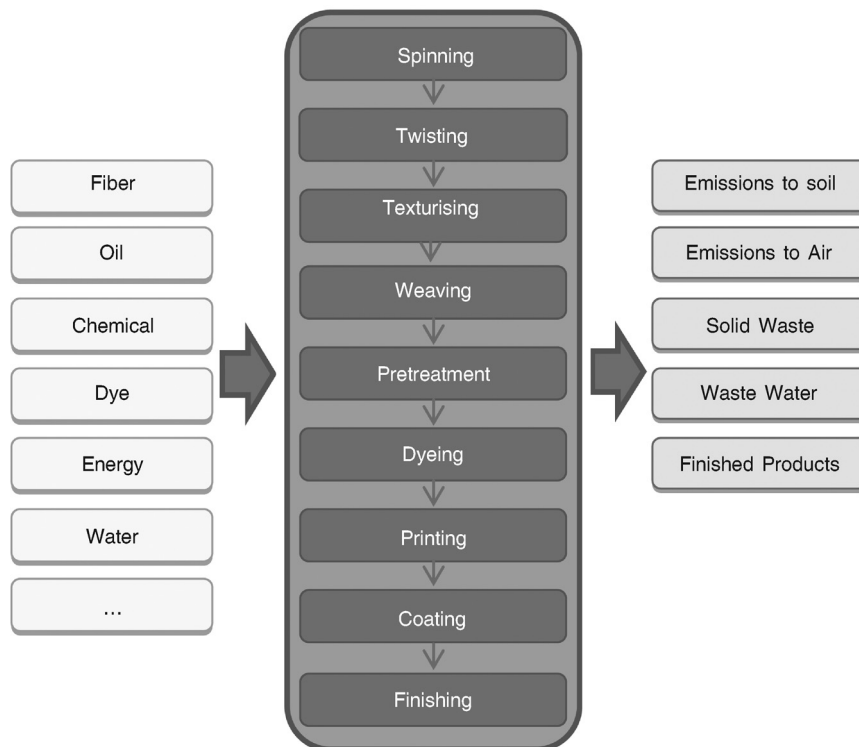 Fiber
Oil
Chemical
Dye
Energy
Water
...
Spinning
Twisting
Texturising
Weaving
Pretreatment
Dyeing
Printing
Coating
Finishing
Emissions to soil
Emissions to Air
Solid Waste
Waste Water
Finished Products